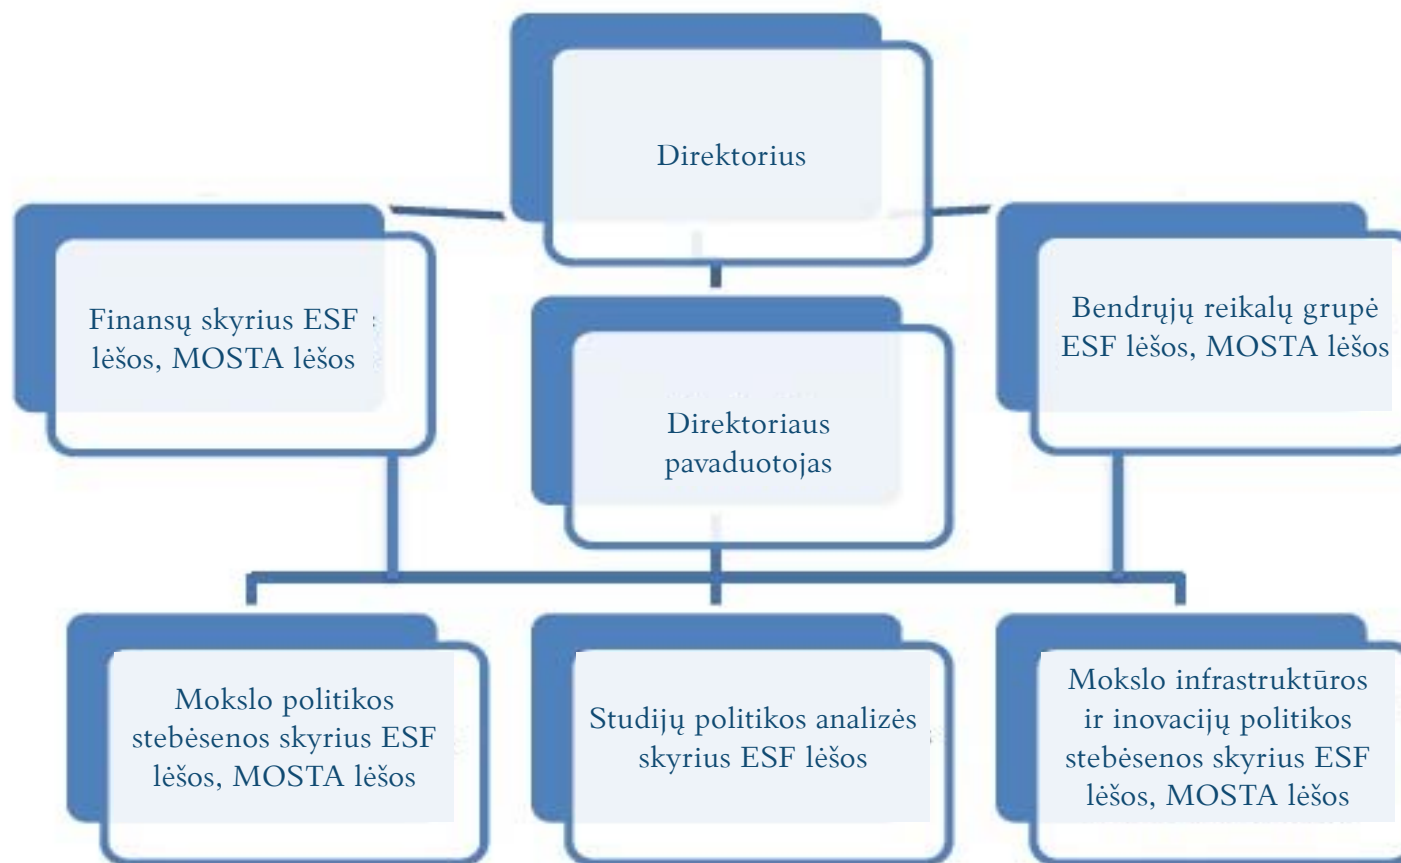 Direktorius
Finansų skyrius ESF
lėšos, MOSTA lėšos
Bendrųjų reikalų grupė
ESF lėšos, MOSTA lėšos
Direktoriaus
pavaduotojas
Mokslo politikos
stebėsenos skyrius ESF
lėšos, MOSTA lėšos
Studijų politikos analizės
skyrius ESF lėšos
Mokslo infrastruktūros
ir inovacijų politikos
stebėsenos skyrius ESF
lėšos, MOSTA lėšos